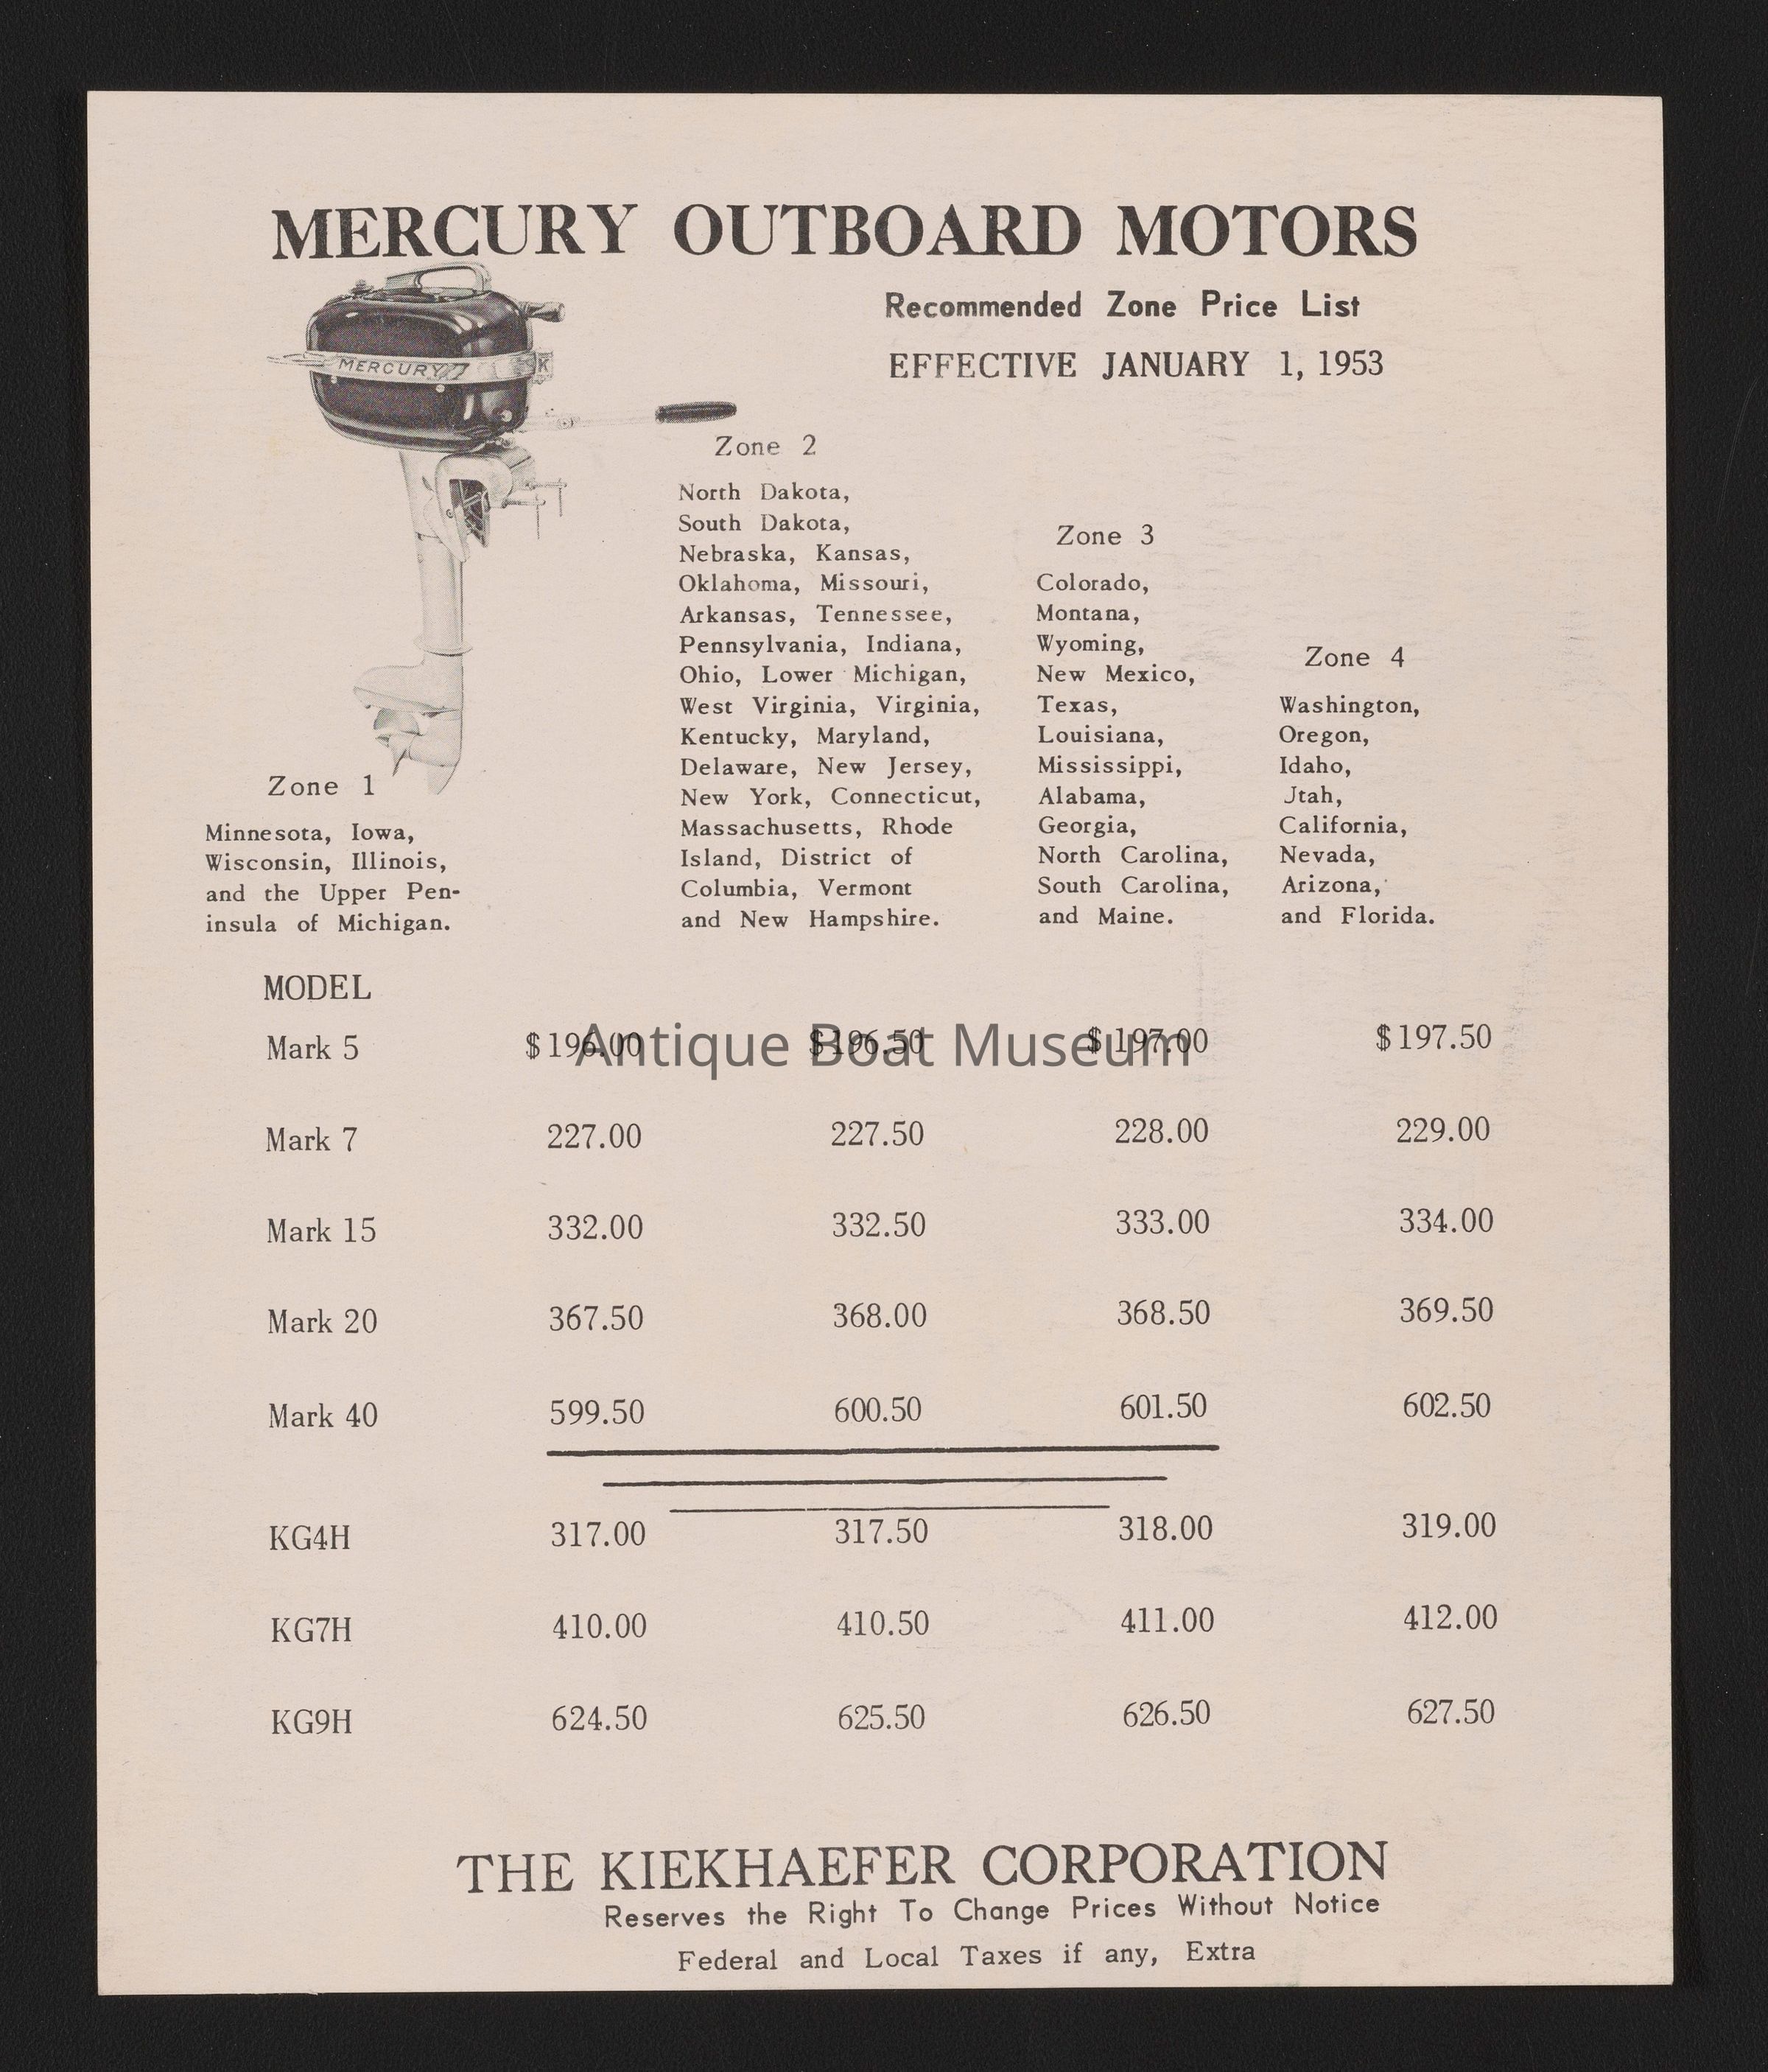 MERCURY OUTBOARD MOTORS
Recommended Zone Price List
EFFECTIVE JANUARY 1, 1953
MERCURY 7
K
Zone 2
North Dakota,
South Dakota,
Nebraska, Kansas,
Oklahoma, Missouri,
Arkansas, Tennessee,
Pennsylvania, Indiana,
Ohio, Lower Michigan,
West Virginia, Virginia,
Kentucky, Maryland,
Delaware, New Jersey,
New York, Connecticut,
Massachusetts, Rhode
Island, District of
Columbia, Vermont
and New Hampshire.
Zone 3
Colorado,
Montana,
Wyoming,
New Mexico,
Texas,
Louisiana,
Mississippi,
Alabama,
Georgia,
North Carolina,
South Carolina,
and Maine.
Zone 4
Washington,
Oregon,
Idaho,
Jtah,
California,
Nevada,
Arizona,
and Florida.
Zone 1
Minnesota, Iowa,
Wisconsin, Illinois,
and the Upper Pen-
insula of Michigan.
MODEL
Mark 5 $196.00 $196.50 $197.00 $197.50
Antique Boat Museum
Mark 7 227.00 227.50 228.00 229.00
Mark 15 332.00 332.50 333.00 334.00
Mark 20 367.50 368.00 368.50 369.50
Mark 40 599.50 600.50 601.50 602.50
KG4H 317.00 317.50 318.00 319.00
KG7H 410.00 410.50 411.00 412.00
KG9H 624.50 625.50 626.50 627.50
THE KIEKHAEFER CORPORATION
Reserves the Right To Change Prices Without Notice
Federal and Local Taxes if any, Extra